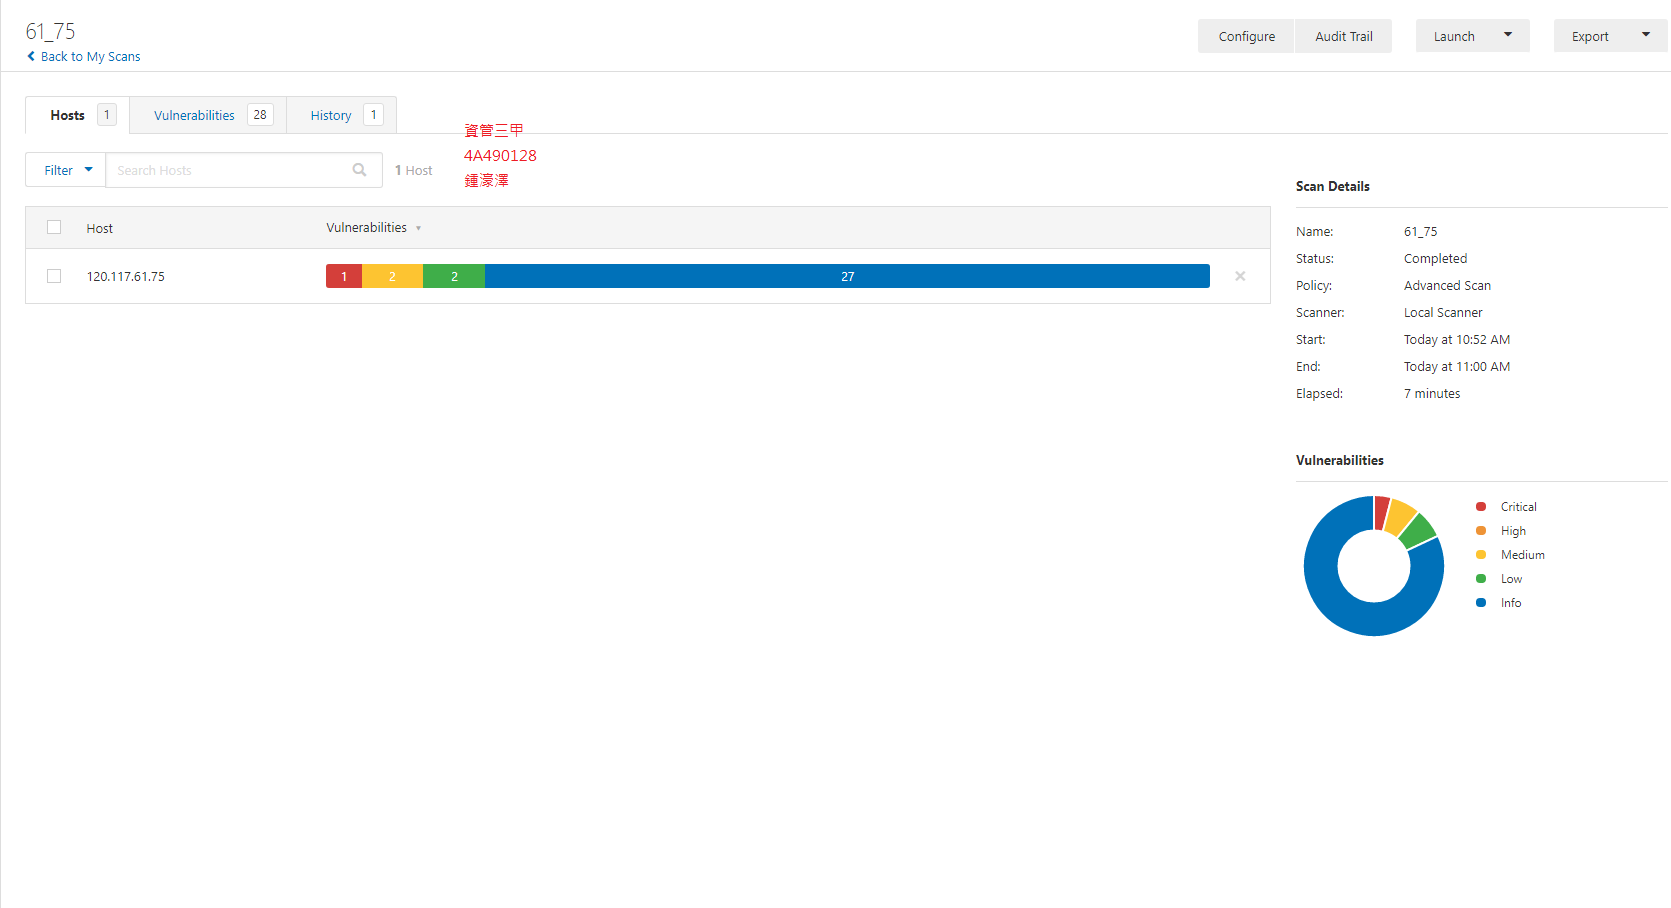 61_75
Back to My Scans
Configure
Audit Trail
Launch
Export
Hosts 1
Vulnerabilities 28
History 1
資管三甲
4A490128
鍾濠澤
Filter
Search Hosts
1 Host
Host
Vulnerabilities
120.117.61.75
1
2
2
27
Scan Details
Name: 61_75
Status: Completed
Policy: Advanced Scan
Scanner: Local Scanner
Start: Today at 10:52 AM
End: Today at 11:00 AM
Elapsed: 7 minutes
Vulnerabilities
Critical
High
Medium
Low
Info